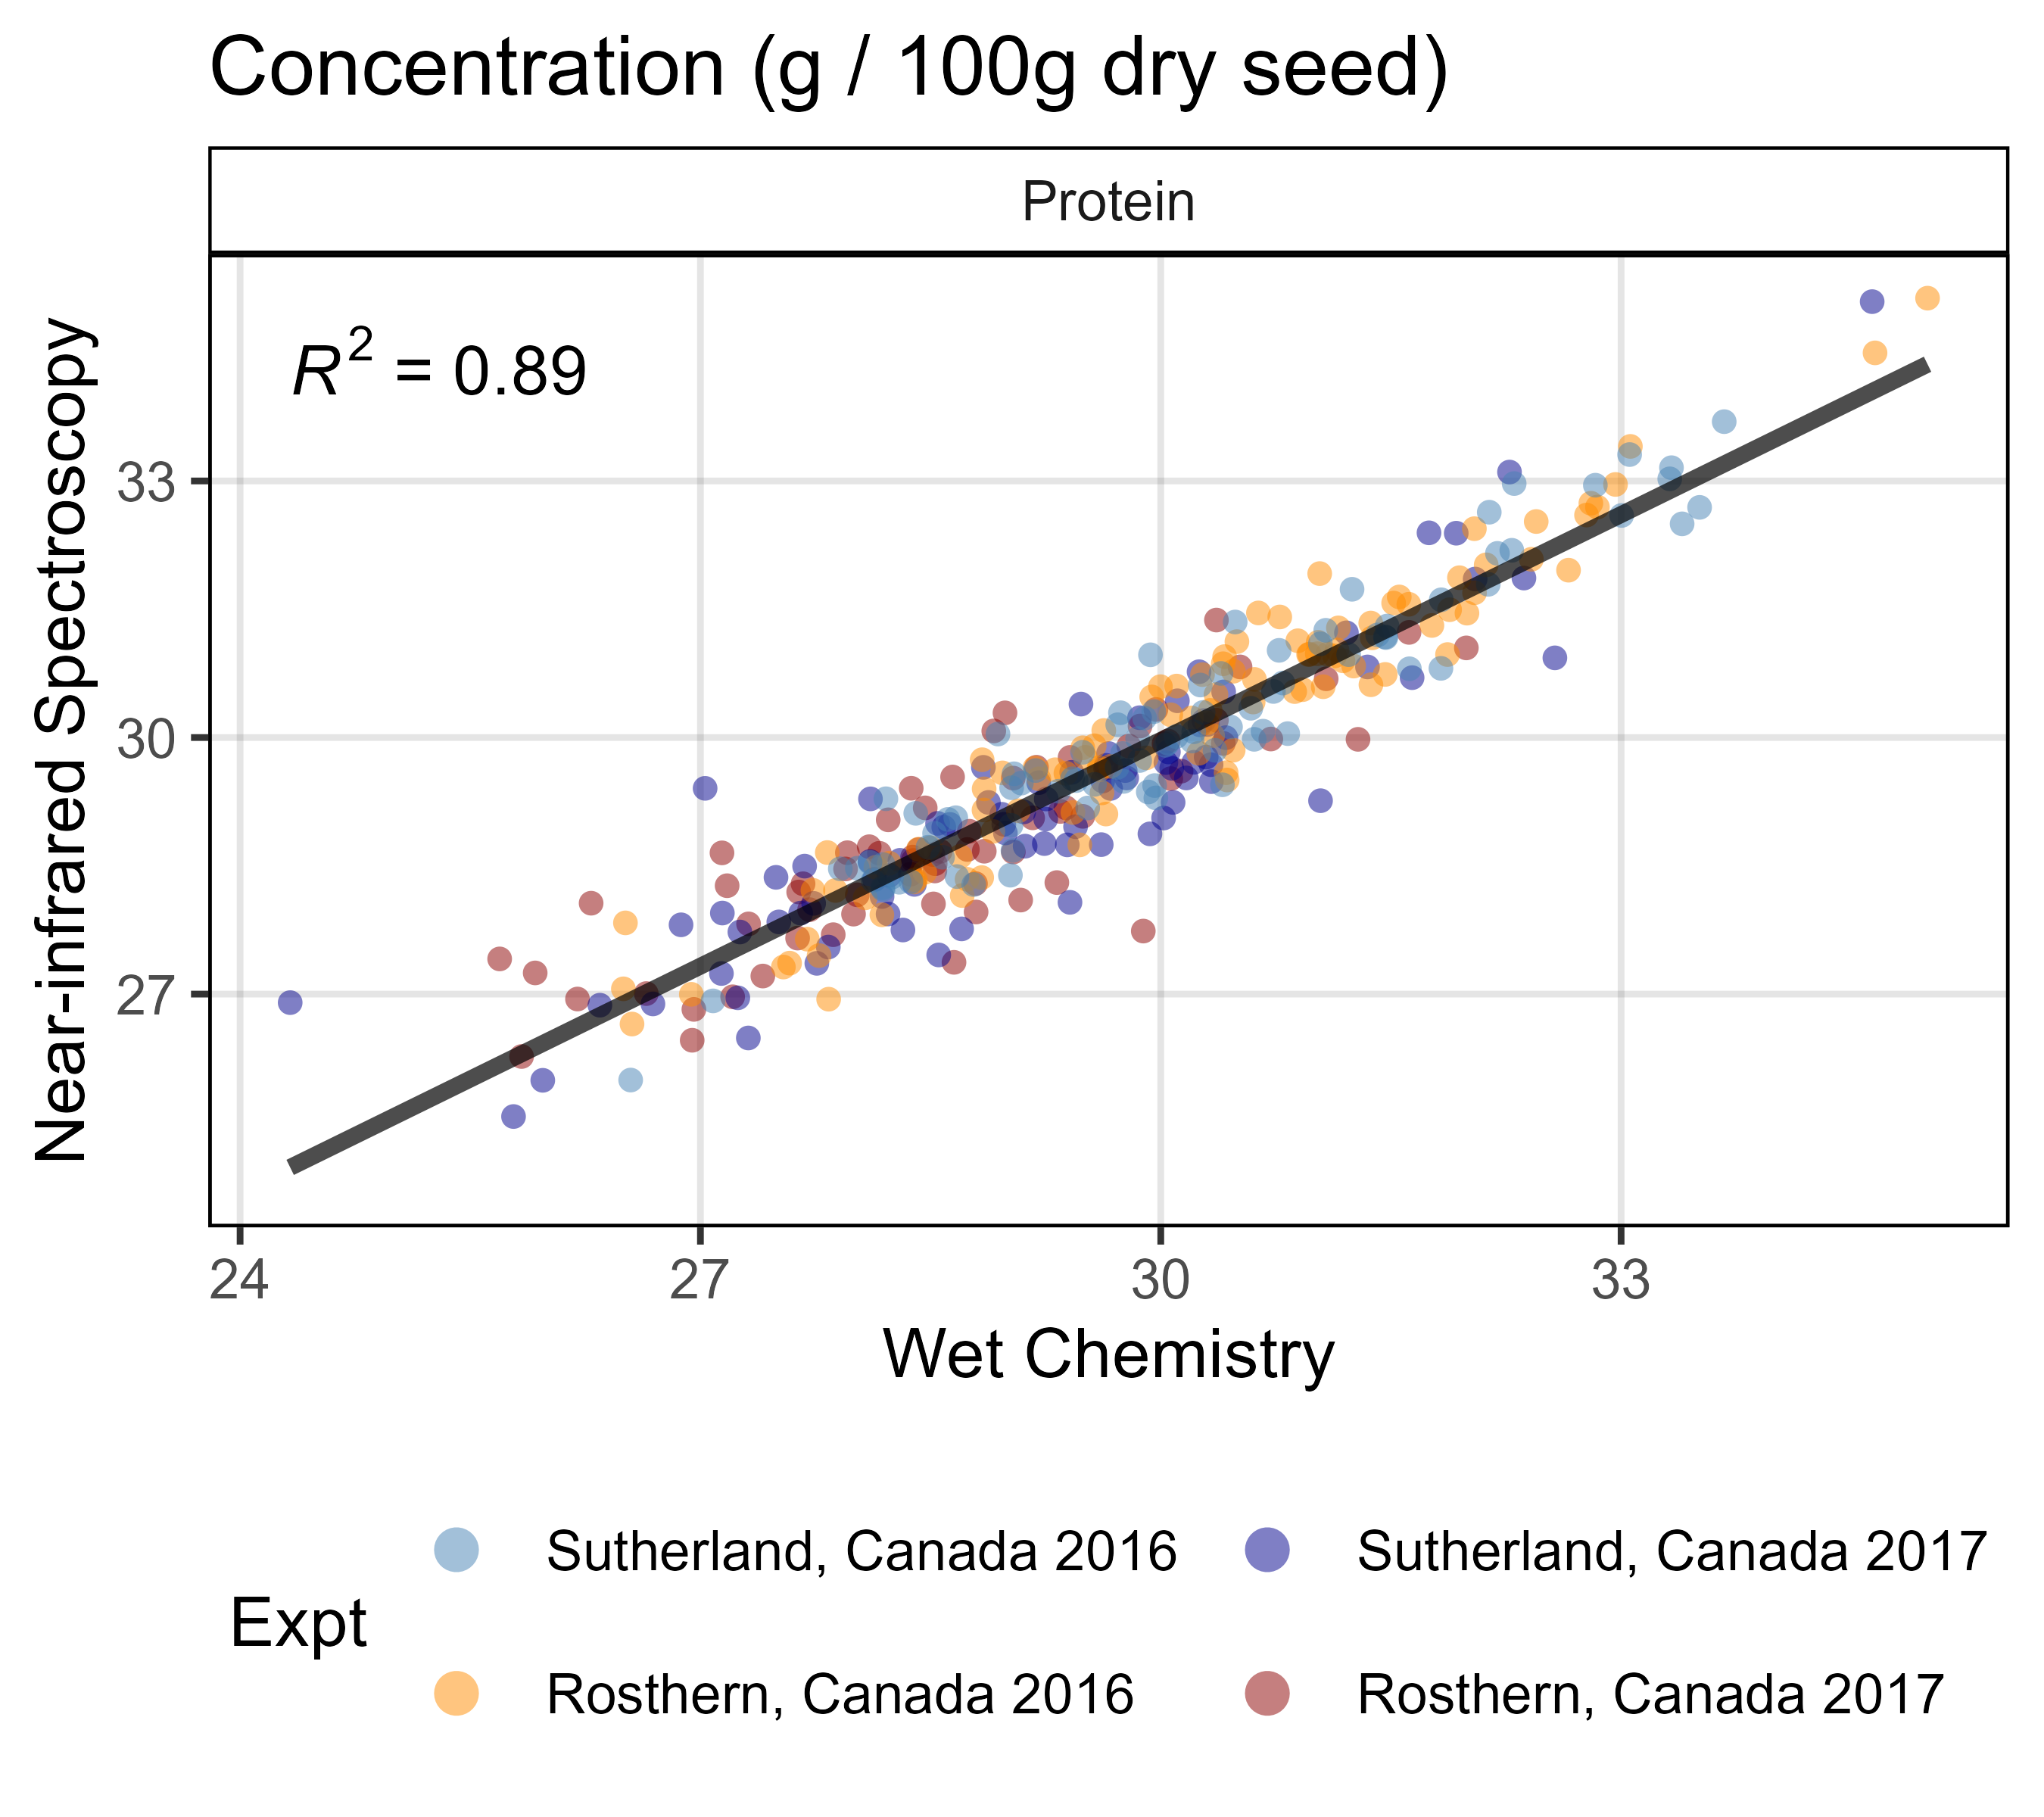 Concentration (g / 100g dry seed)
Protein
R² = 0.89
Near-infrared Spectroscopy
33
30
27
24 27 30 33
Wet Chemistry
Expt
Sutherland, Canada 2016 Sutherland, Canada 2017
Rosthern, Canada 2016 Rosthern, Canada 2017